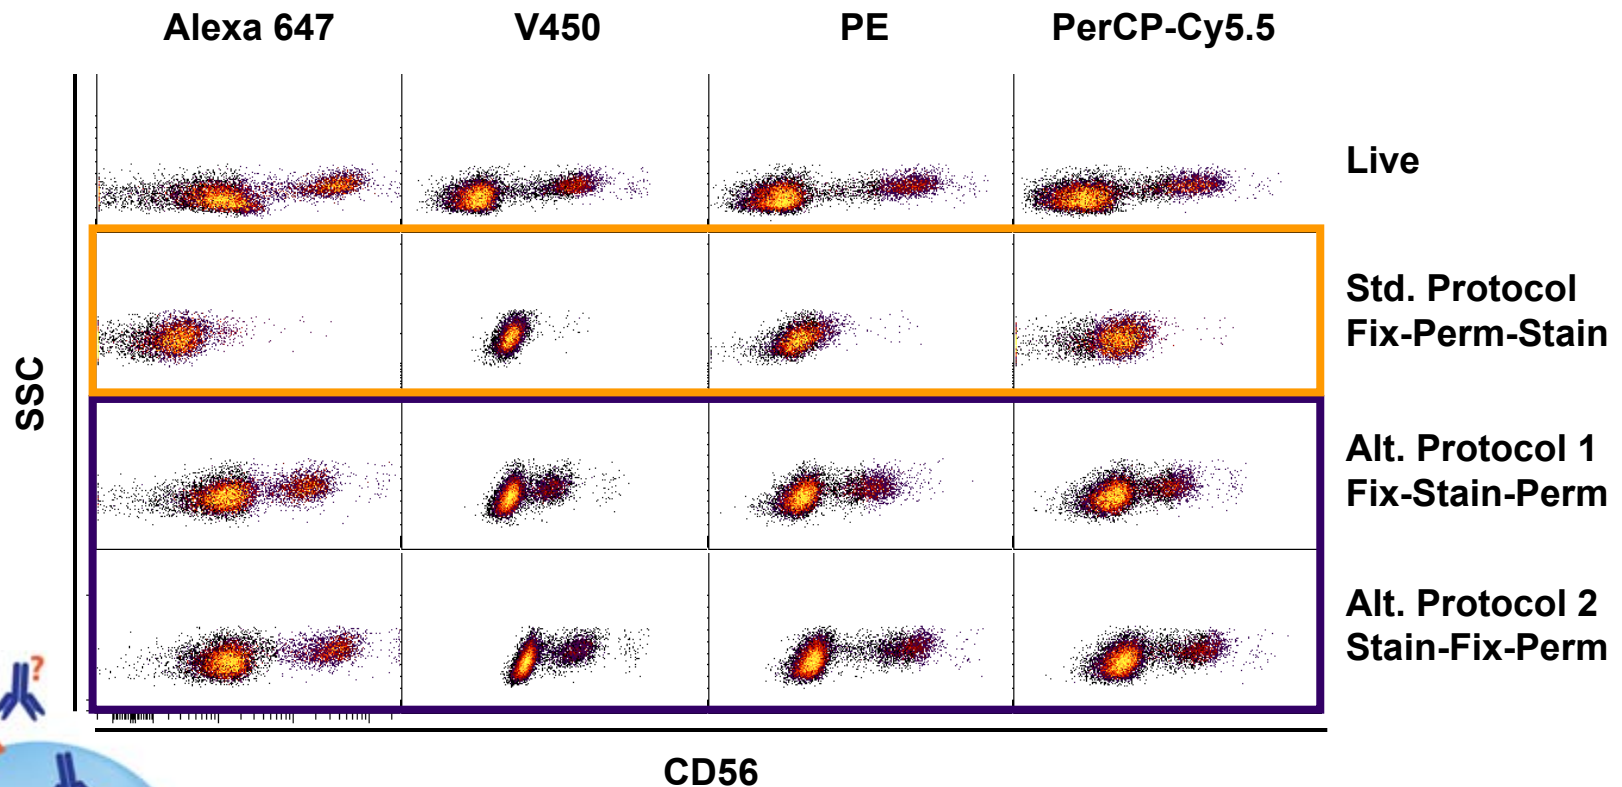 Alexa 647
V450
PE
PerCP-Cy5.5
Live
Std. Protocol
Fix-Perm-Stain
SSC
Alt. Protocol 1
Fix-Stain-Perm
Alt. Protocol 2
Stain-Fix-Perm
?
CD56